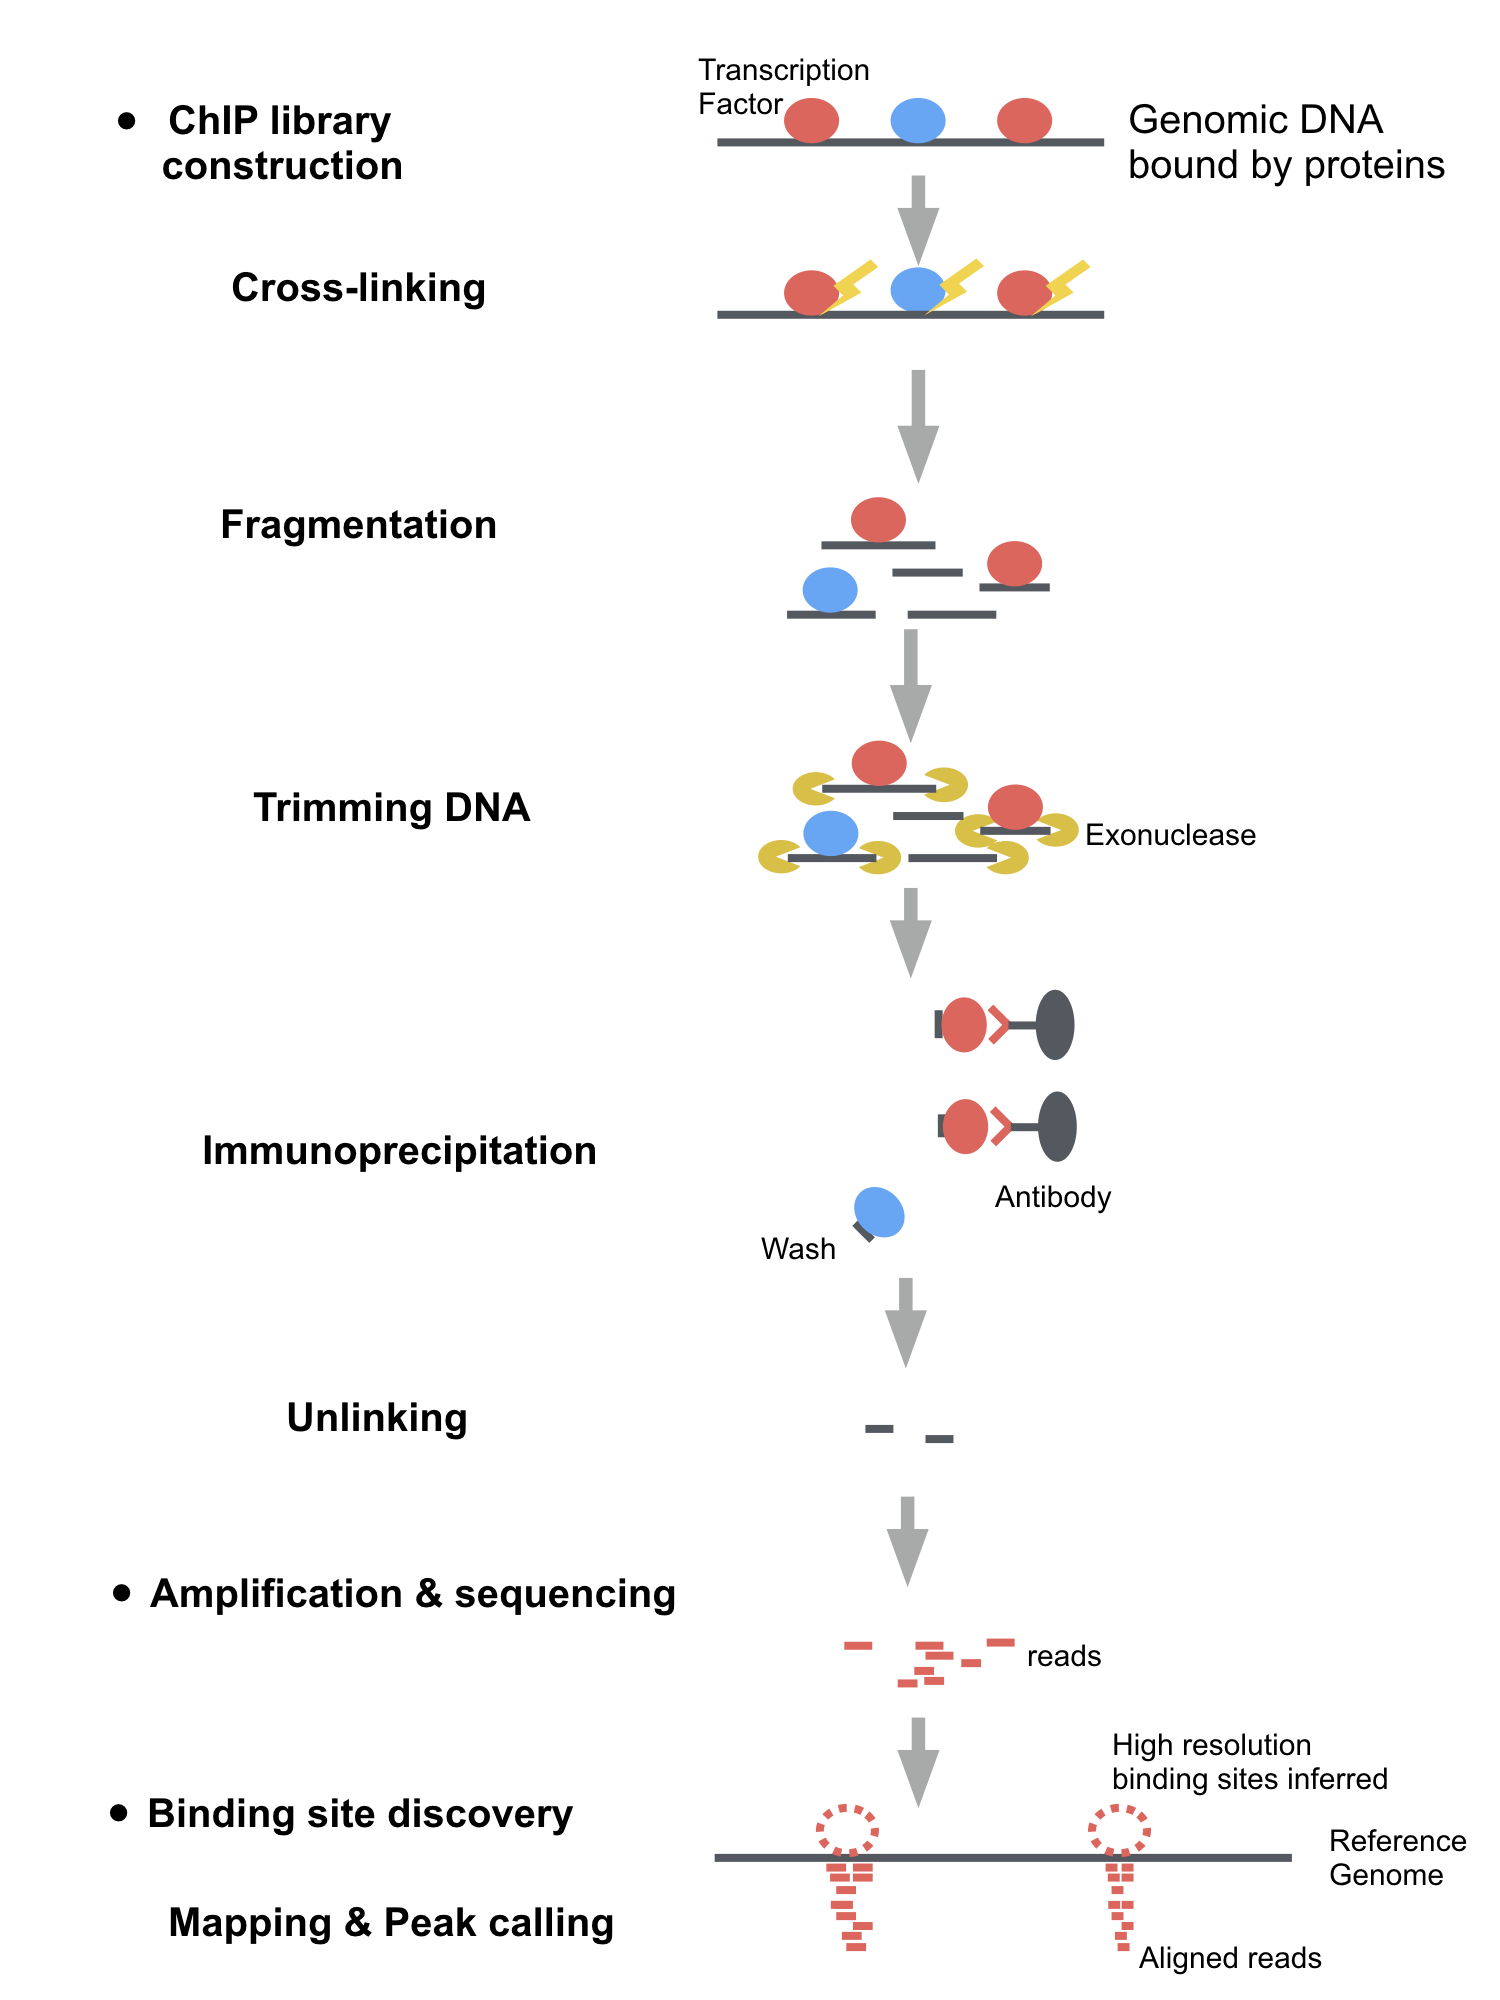 Transcription
Factor
• ChIP library
construction
Genomic DNA
bound by proteins
Cross-linking
Fragmentation
Trimming DNA
Exonuclease
Immunoprecipitation
Antibody
Wash
Unlinking
• Amplification & sequencing
reads
High resolution
binding sites inferred
• Binding site discovery
Reference
Genome
Mapping & Peak calling
Aligned reads